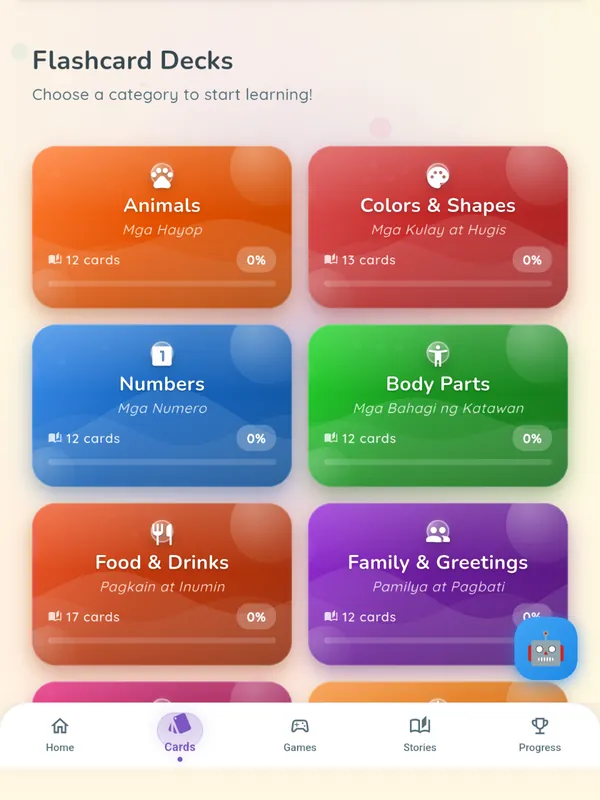 Flashcard Decks
Choose a category to start learning!
Animals
Mga Hayop
12 cards
0%
Colors & Shapes
Mga Kulay at Hugis
13 cards
0%
1
Numbers
Mga Numero
12 cards
0%
Body Parts
Mga Bahagi ng Katawan
12 cards
0%
Food & Drinks
Pagkain at Inumin
17 cards
0%
Family & Greetings
Pamilya at Pagbati
12 cards
0%
Home
Cards
Games
Stories
Progress